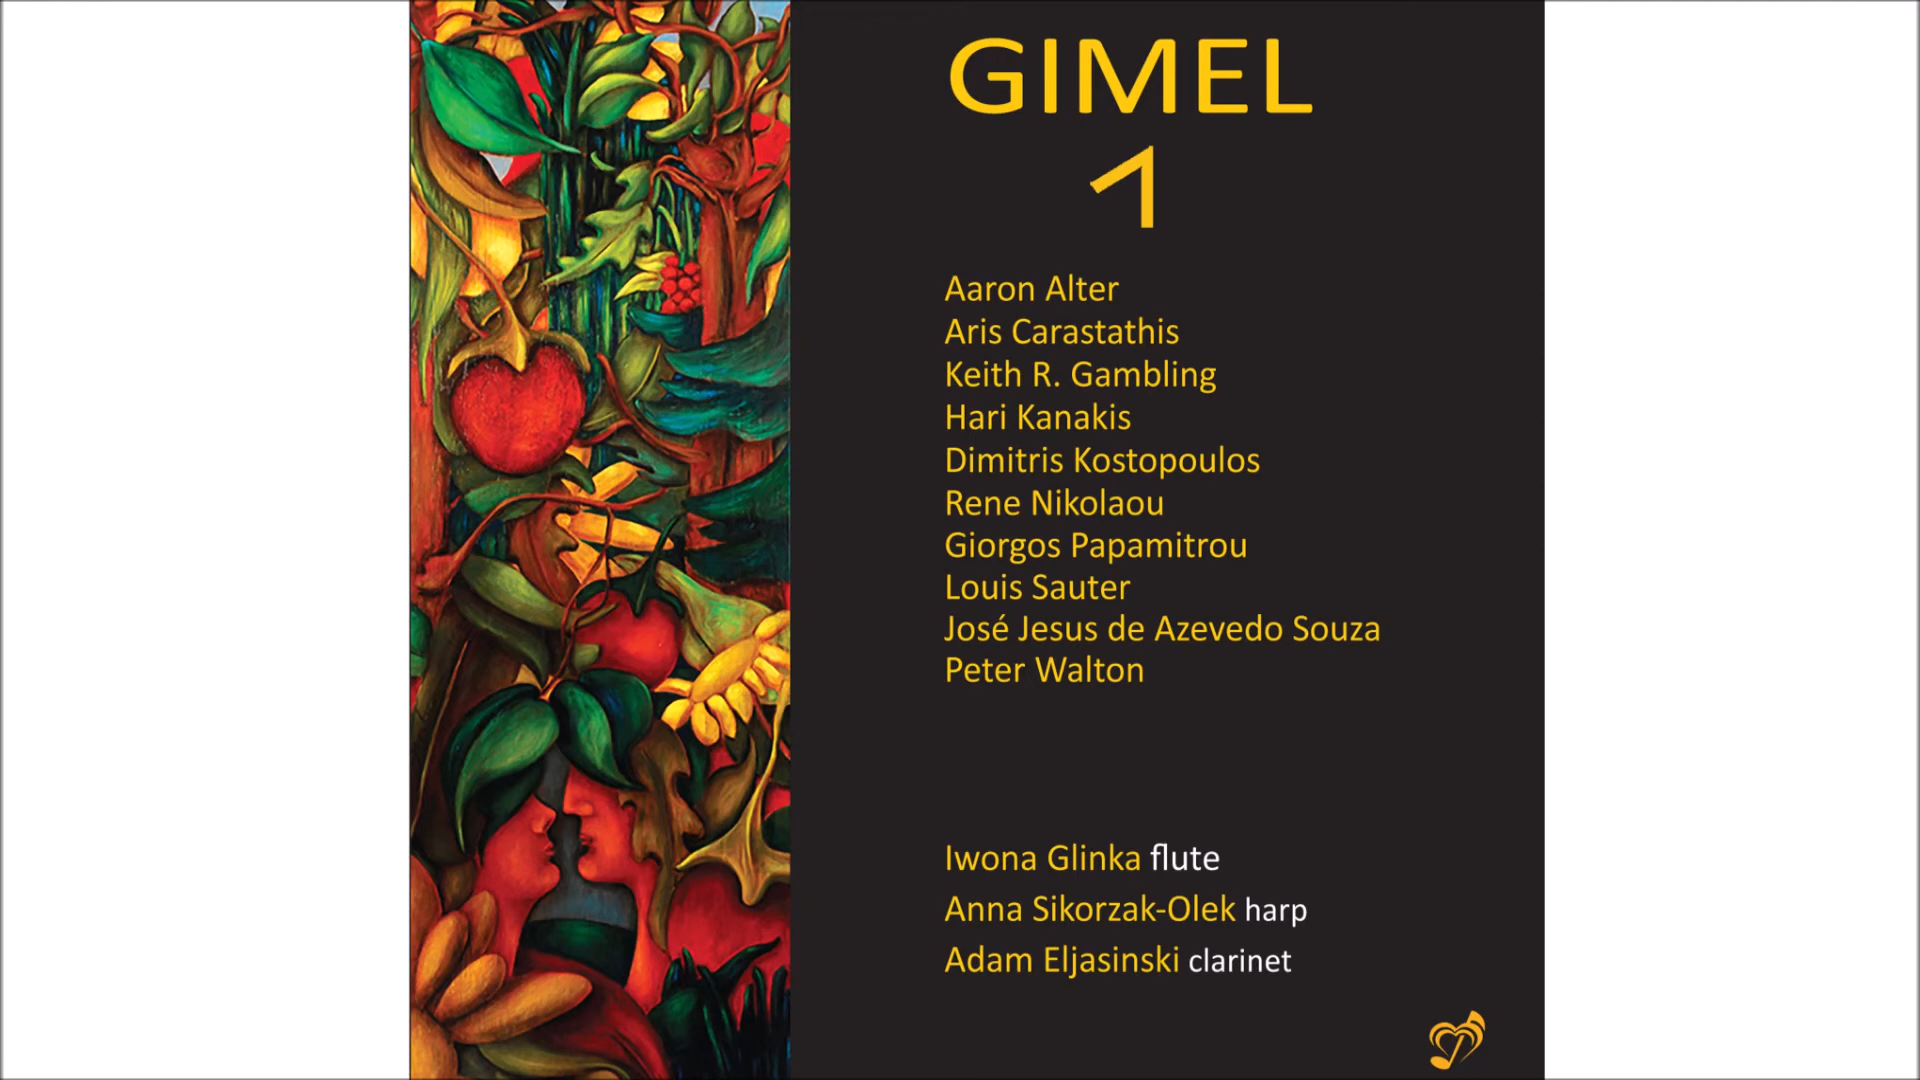 GIMEL
1
Aaron Alter
Aris Carastathis
Keith R. Gambling
Hari Kanakis
Dimitris Kostopoulos
Rene Nikolaou
Giorgos Papamitrou
Louis Sauter
José Jesus de Azevedo Souza
Peter Walton
Iwona Glinka flute
Anna Sikorzak-Olek harp
Adam Eljasinski clarinet